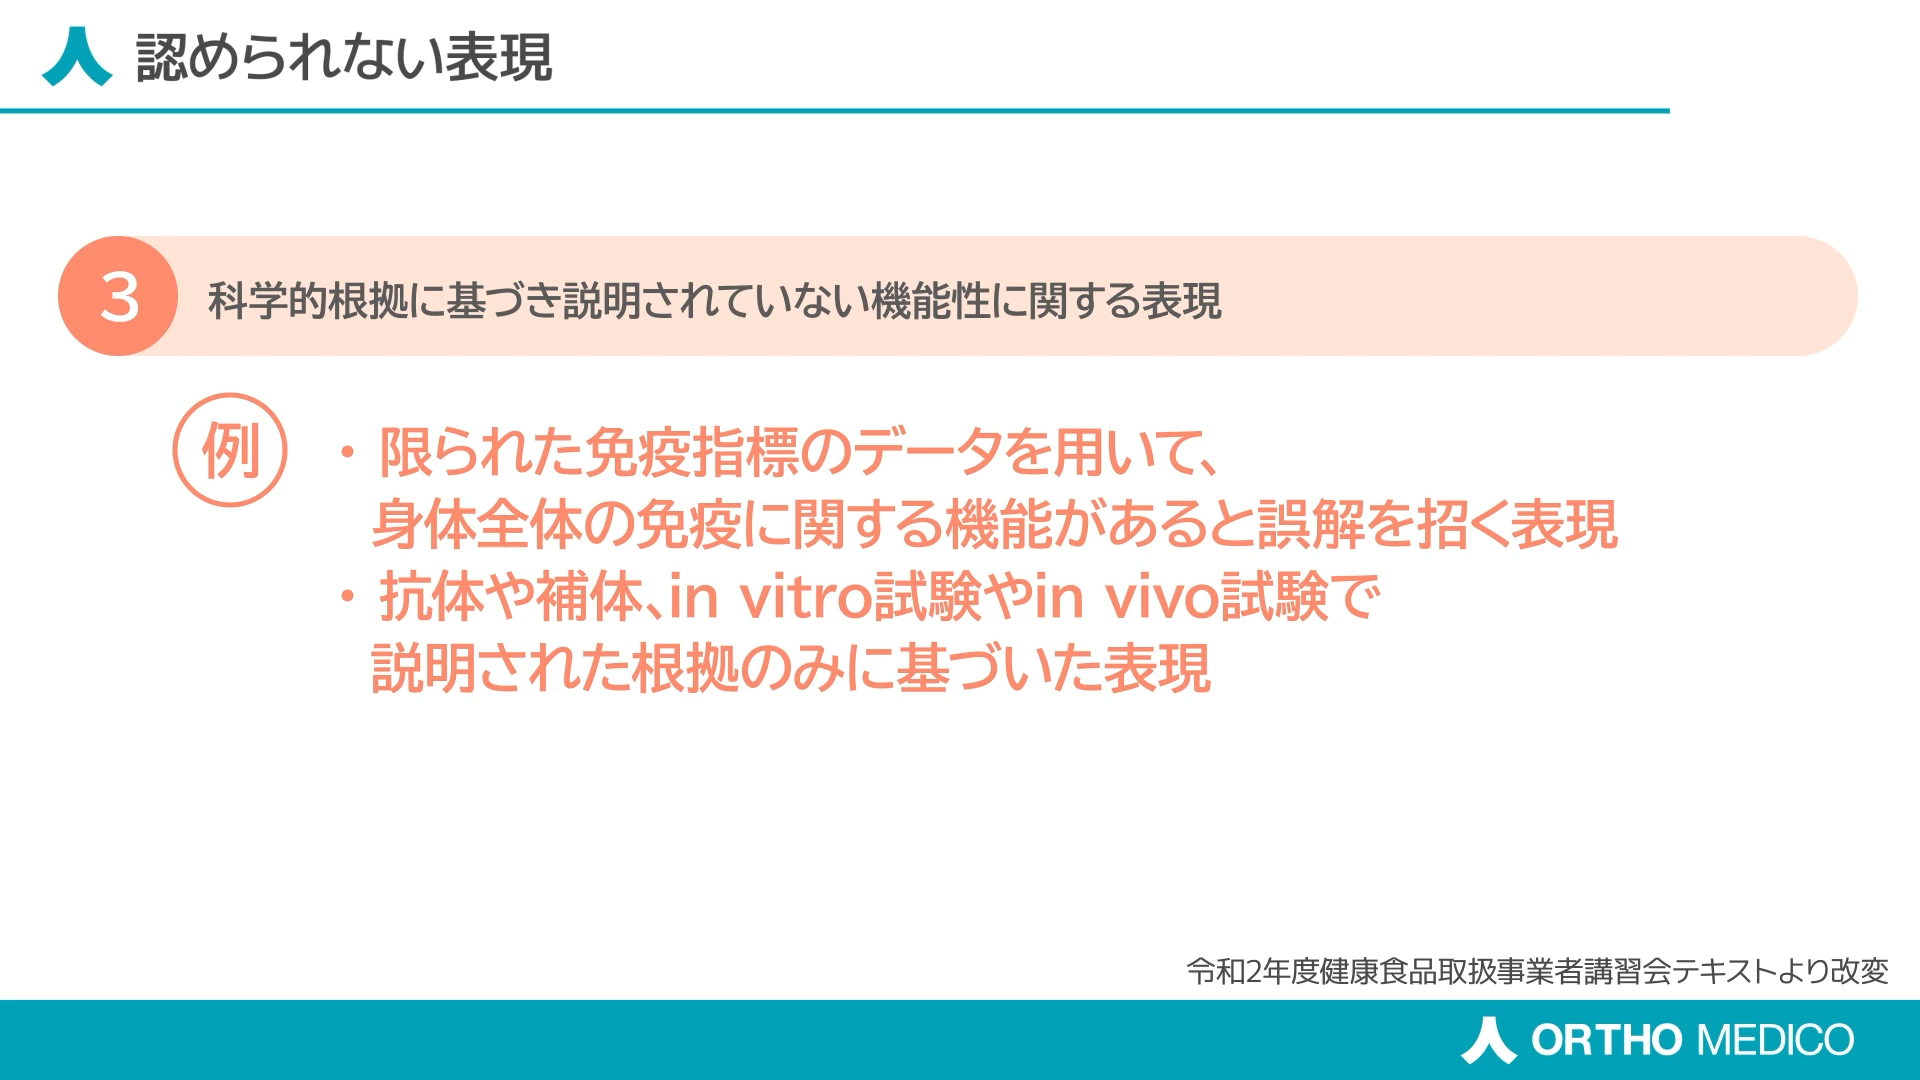 認められない表現
3 科学的根拠に基づき説明されていない機能性に関する表現
例 ・限られた免疫指標のデータを用いて、
身体全体の免疫に関する機能があると誤解を招く表現
・抗体や補体、in vitro試験やin vivo試験で
説明された根拠のみに基づいた表現
令和2年度健康食品取扱事業者講習会テキストより改変
ORTHO MEDICO